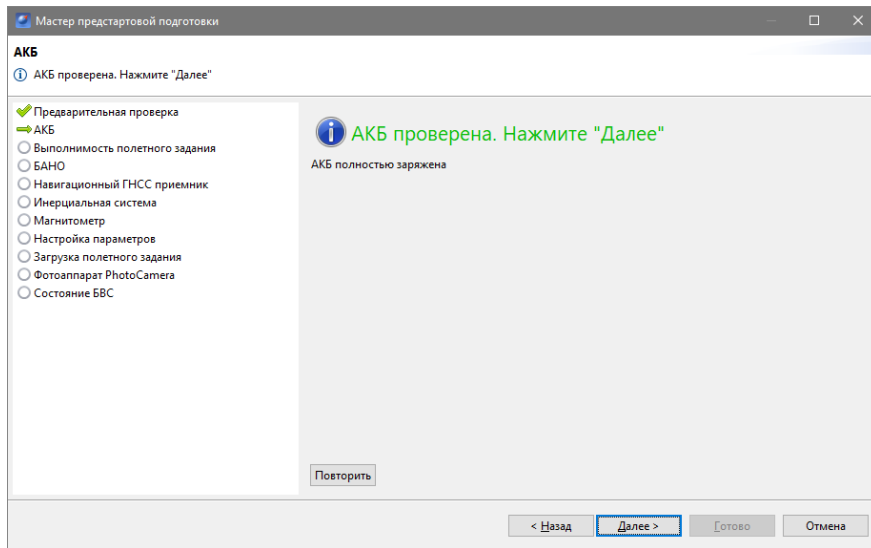 Мастер предстартовой подготовки
АКБ
АКБ проверена. Нажмите "Далее"
Предварительная проверка
АКБ
Выполнимость полетного задания
БАНО
Навигационный ГНСС приемник
Инерциальная система
Магнитометр
Настройка параметров
Загрузка полетного задания
Фотоаппарат PhotoCamera
Состояние БВС
АКБ проверена. Нажмите "Далее"
АКБ полностью заряжена
Повторить
< Назад
Далее >
Готово
Отмена